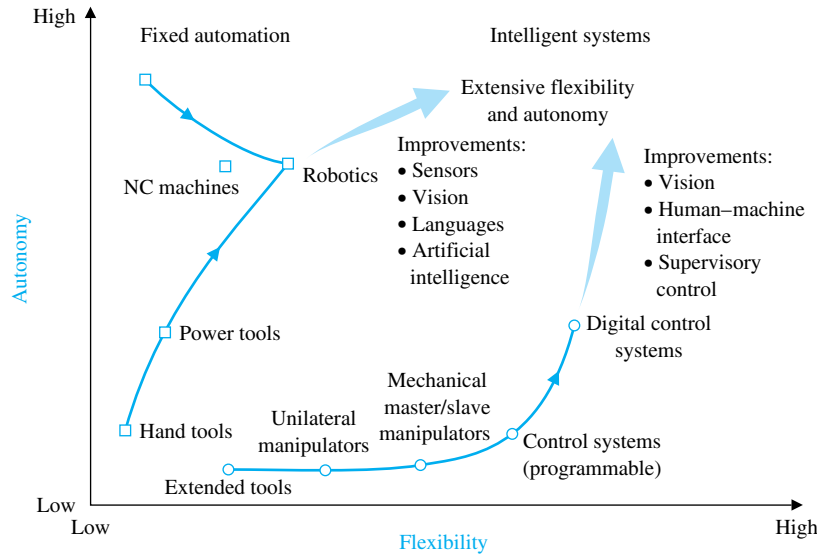 High
Fixed automation
Intelligent systems
Extensive flexibility
and autonomy
Improvements:
• Sensors
• Vision
• Languages
• Artificial
intelligence
Improvements:
• Vision
• Human–machine
interface
• Supervisory
control
NC machines
Robotics
Autonomy
Power tools
Digital control
systems
Mechanical
master/slave
manipulators
Unilateral
manipulators
Hand tools
Control systems
(programmable)
Extended tools
Low
Low
High
Flexibility